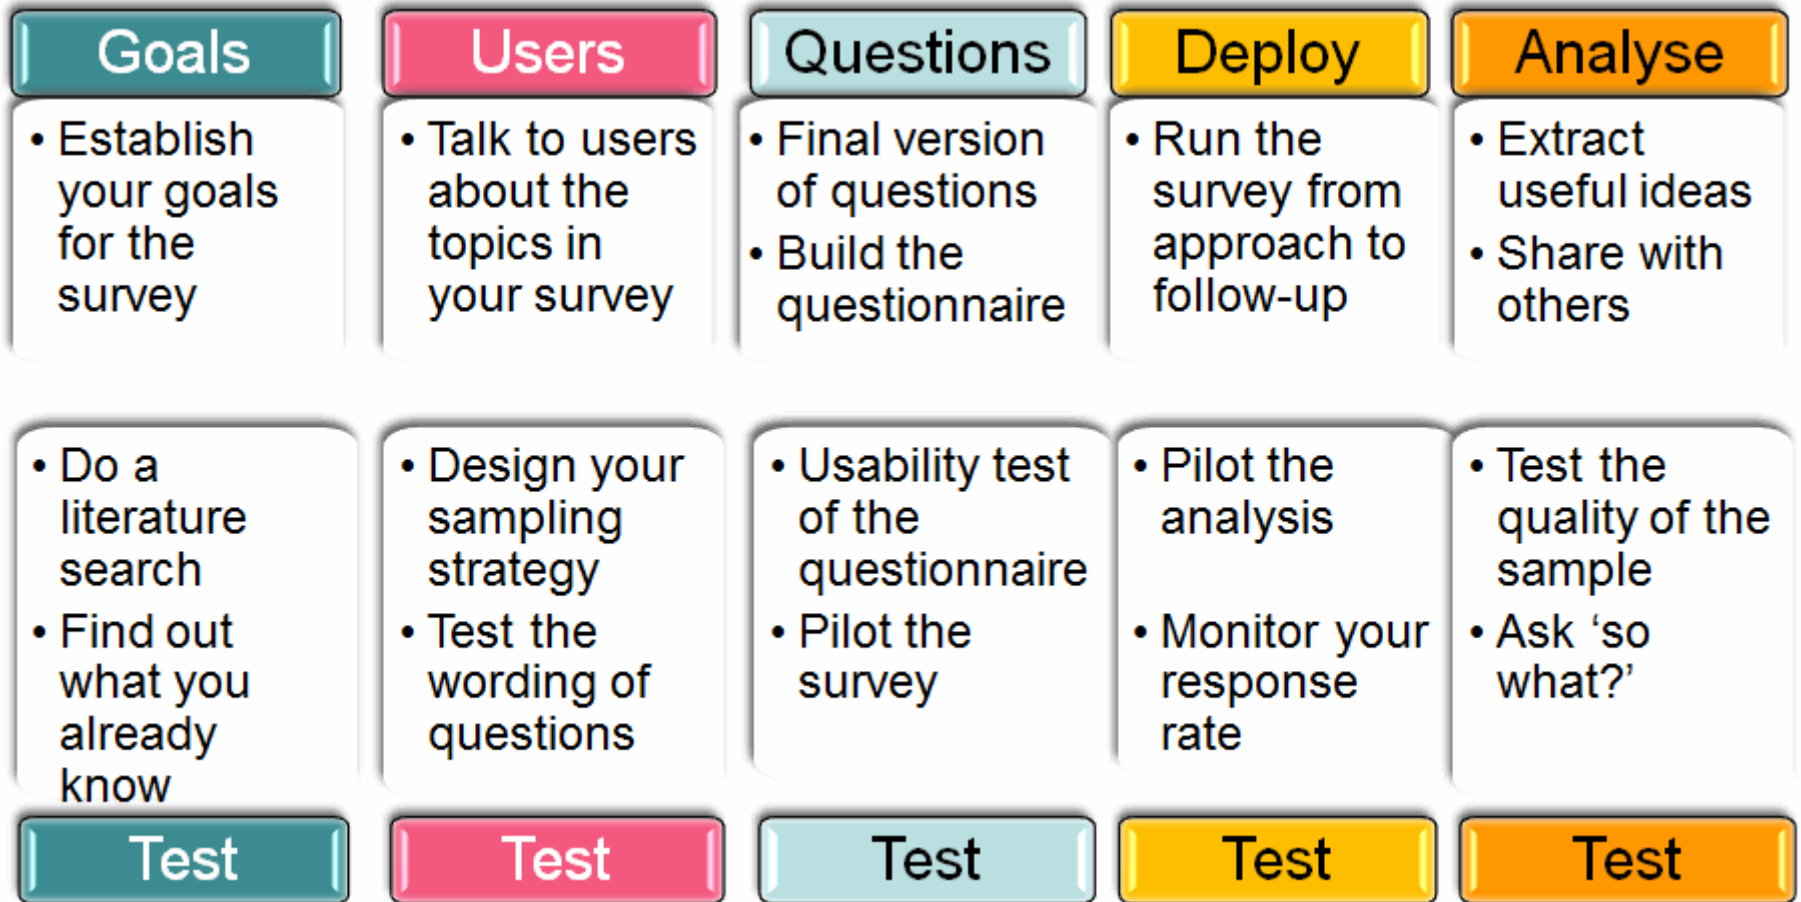 Goals
Users
Questions
Deploy
Analyse
• Establish
your goals
for the
survey
• Talk to users
about the
topics in
your survey
• Final version
of questions
• Build the
questionnaire
• Run the
survey from
approach to
follow-up
• Extract
useful ideas
• Share with
others
• Do a
literature
search
• Find out
what you
already
know
• Design your
sampling
strategy
• Test the
wording of
questions
• Usability test
of the
questionnaire
• Pilot the
survey
• Pilot the
analysis
• Monitor your
response
rate
• Test the
quality of the
sample
• Ask ‘so
what?’
Test
Test
Test
Test
Test